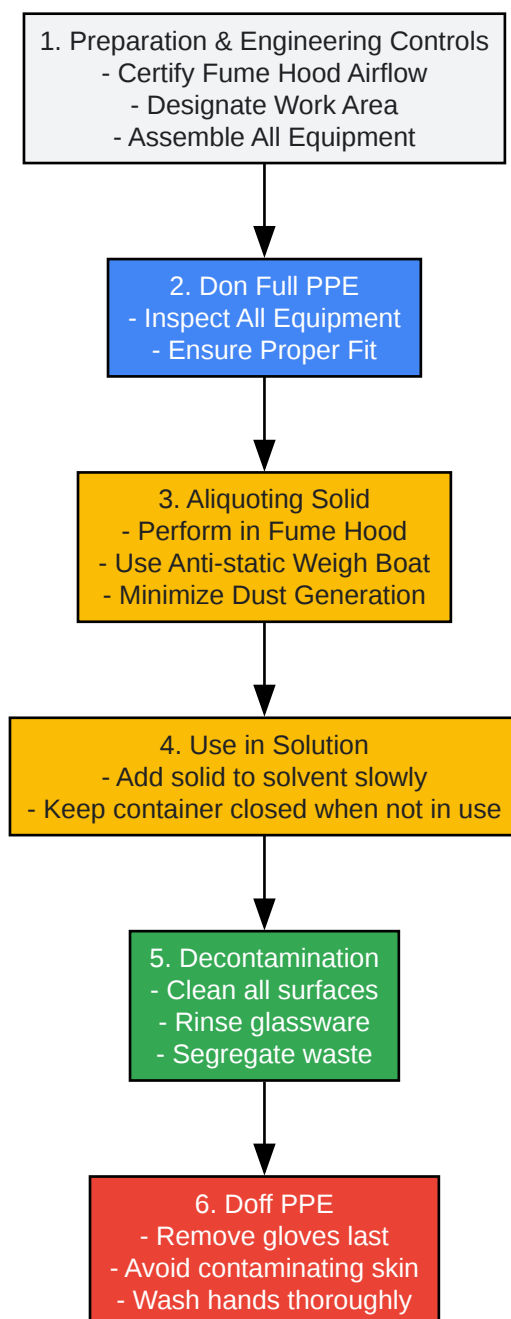 1. Preparation & Engineering Controls
- Certify Fume Hood Airflow
- Designate Work Area
- Assemble All Equipment
2. Don Full PPE
- Inspect All Equipment
- Ensure Proper Fit
3. Aliquoting Solid
- Perform in Fume Hood
- Use Anti-static Weigh Boat
- Minimize Dust Generation
4. Use in Solution
- Add solid to solvent slowly
- Keep container closed when not in use
5. Decontamination
- Clean all surfaces
- Rinse glassware
- Segregate waste
6. Doff PPE
- Remove gloves last
- Avoid contaminating skin
- Wash hands thoroughly